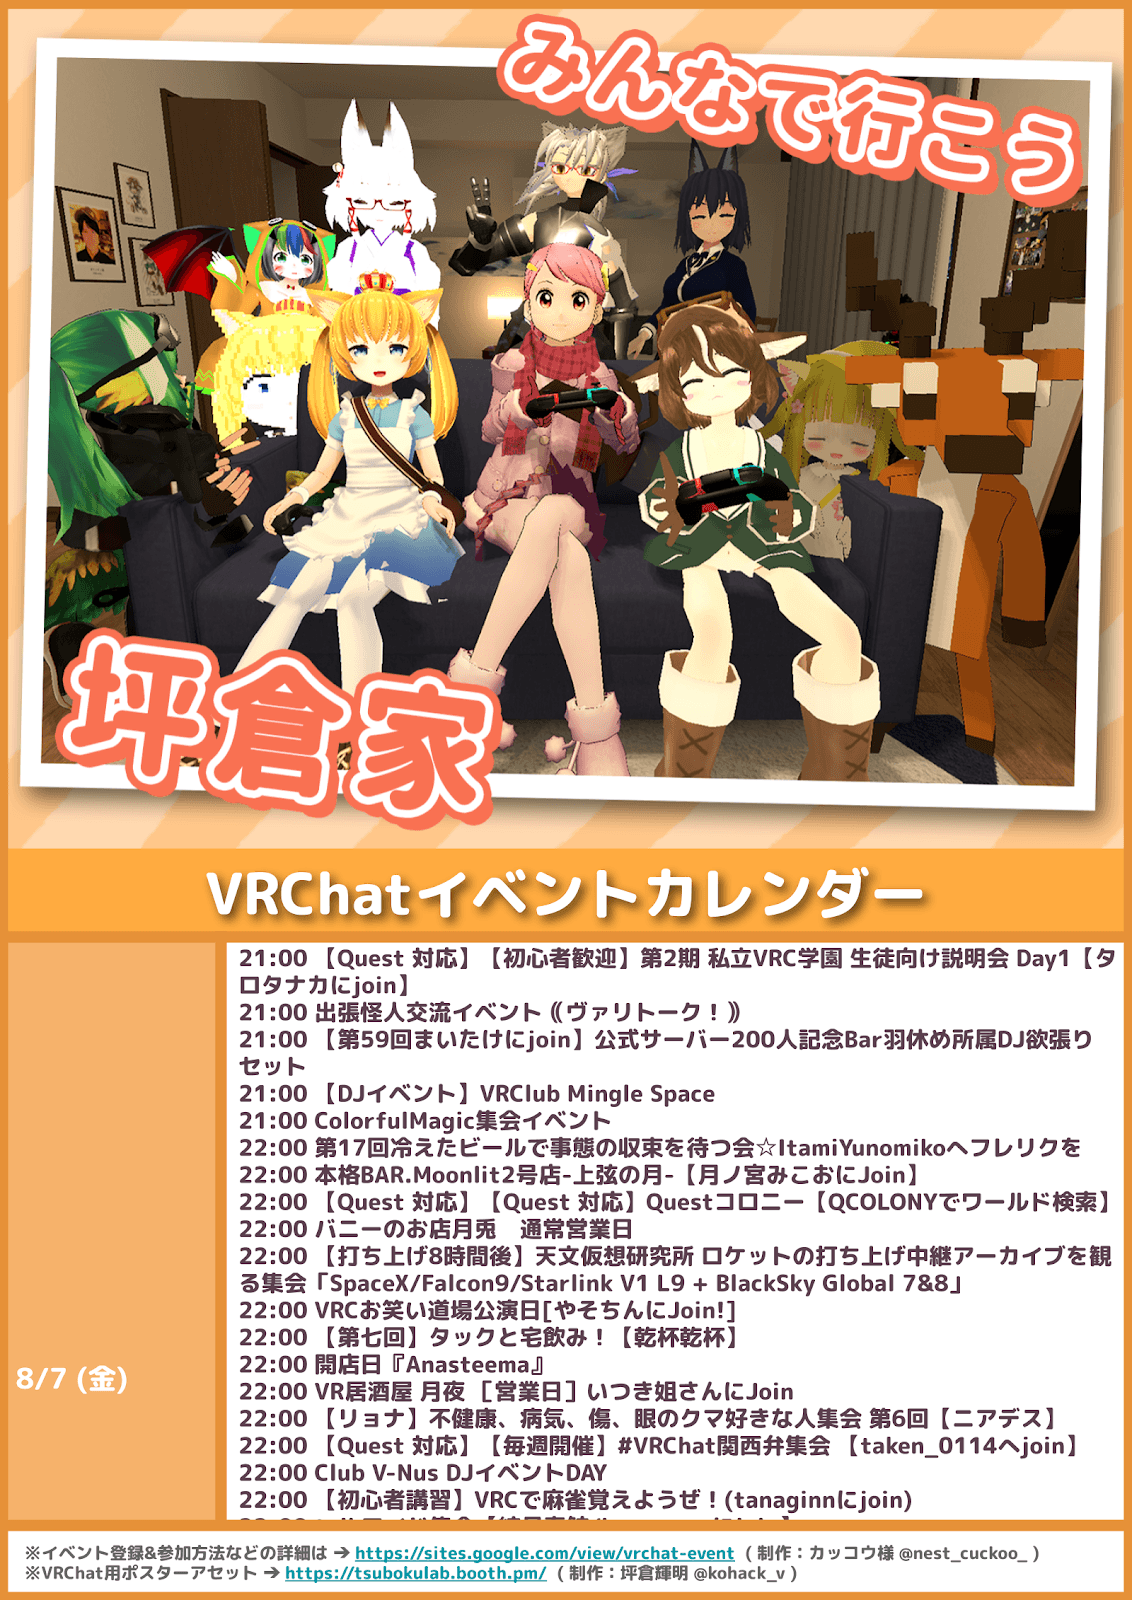 みんなで行こう
坪倉家
VRChatイベントカレンダー
8/7 (金)
21:00 【Quest 対応】【初心者歓迎】第2期 私立VRC学園 生徒向け説明会 Day1【タ
ロタナカにjoin】
21:00 出張怪人交流イベント⟪ヴァリトーク！⟫
21:00 【第59回まいたけにjoin】公式サーバー200人記念Bar羽休め所属DJ欲張り
セット
21:00 【DJイベント】VRClub Mingle Space
21:00 ColorfulMagic集会イベント
22:00 第17回冷えたビールで事態の収束を待つ会☆ItamiYunomikoへフレリクを
22:00 本格BAR.Moonlit2号店-上弦の月-【月ノ宮みこおにJoin】
22:00 【Quest 対応】【Quest 対応】Questコロニー【QCOLONYでワールド検索】
22:00 バニーのお店月兎　通常営業日
22:00 【打ち上げ8時間後】天文仮想研究所 ロケットの打ち上げ中継アーカイブを観
る集会「SpaceX/Falcon9/Starlink V1 L9 + BlackSky Global 7&8」
22:00 VRCお笑い道場公演日[やそちんにJoin!]
22:00 【第七回】タックと宅飲み！【乾杯乾杯】
22:00 開店日『Anasteema』
22:00 VR居酒屋 月夜 ［営業日］いつき姐さんにJoin
22:00 【リョナ】不健康、病気、傷、眼のクマ好きな人集会 第6回【ニアデス】
22:00 【Quest 対応】【毎週開催】#VRChat関西弁集会 【taken_0114へjoin】
22:00 Club V-Nus DJイベントDAY
22:00 【初心者講習】VRCで麻雀覚えようぜ！(tanaginnにjoin)
※イベント登録&参加方法などの詳細は → https://sites.google.com/view/vrchat-event （制作：カッコウ様 @nest_cuckoo_）
※VRChat用ポスターアセット → https://tsubokulab.booth.pm/ （制作：坪倉輝明 @kohack_v）